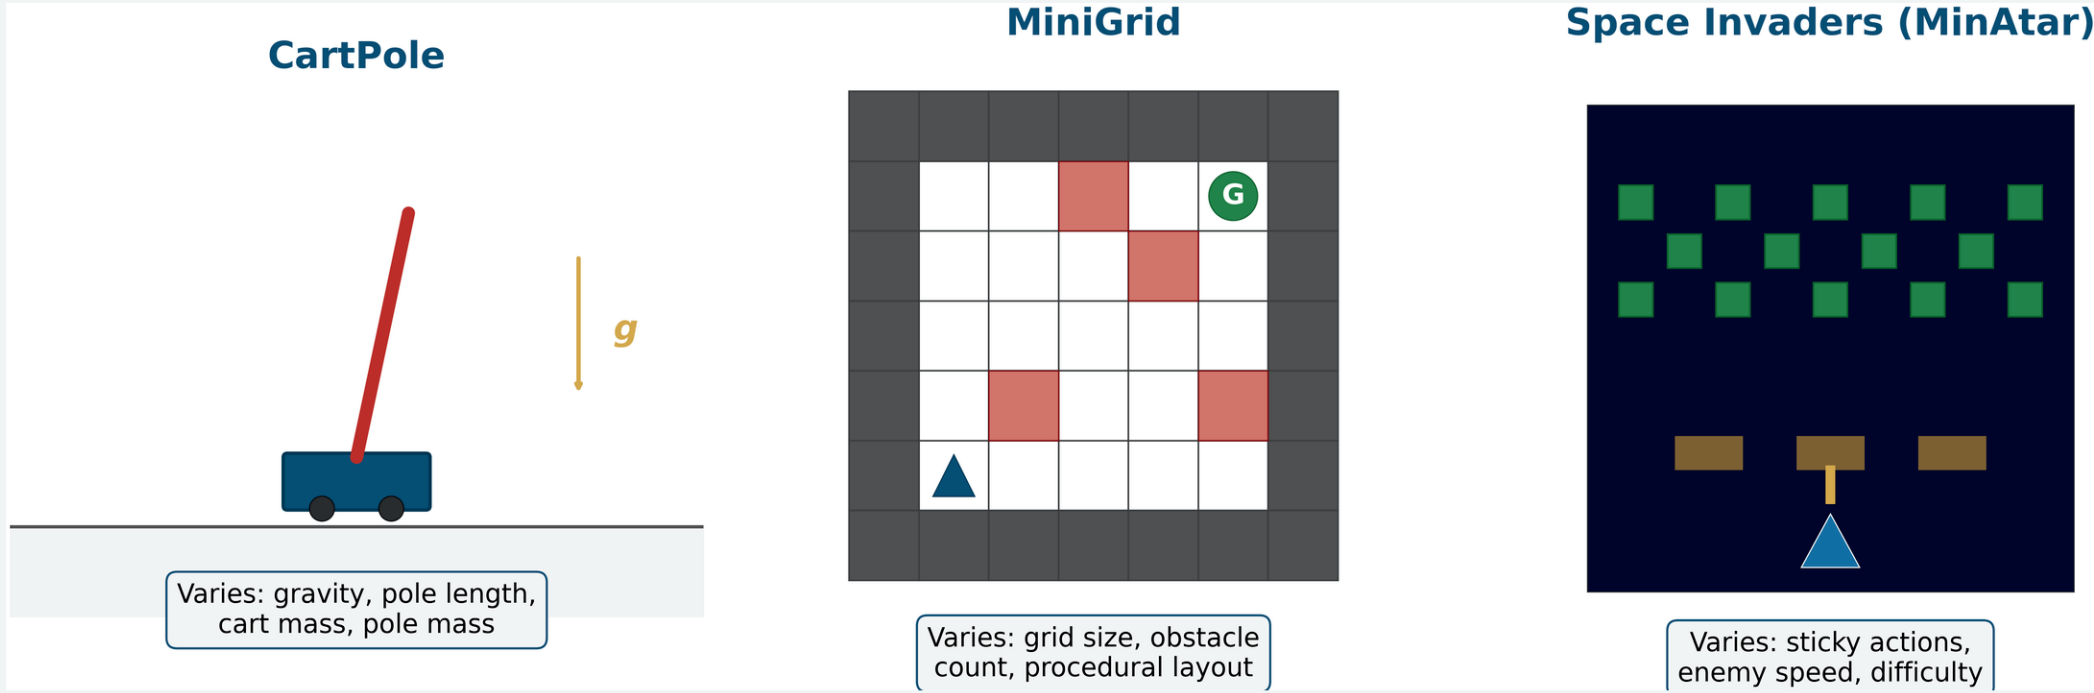 CartPole
g
Varies: gravity, pole length,
cart mass, pole mass
MiniGrid
G
Varies: grid size, obstacle
count, procedural layout
Space Invaders (MinAtar)
Varies: sticky actions,
enemy speed, difficulty